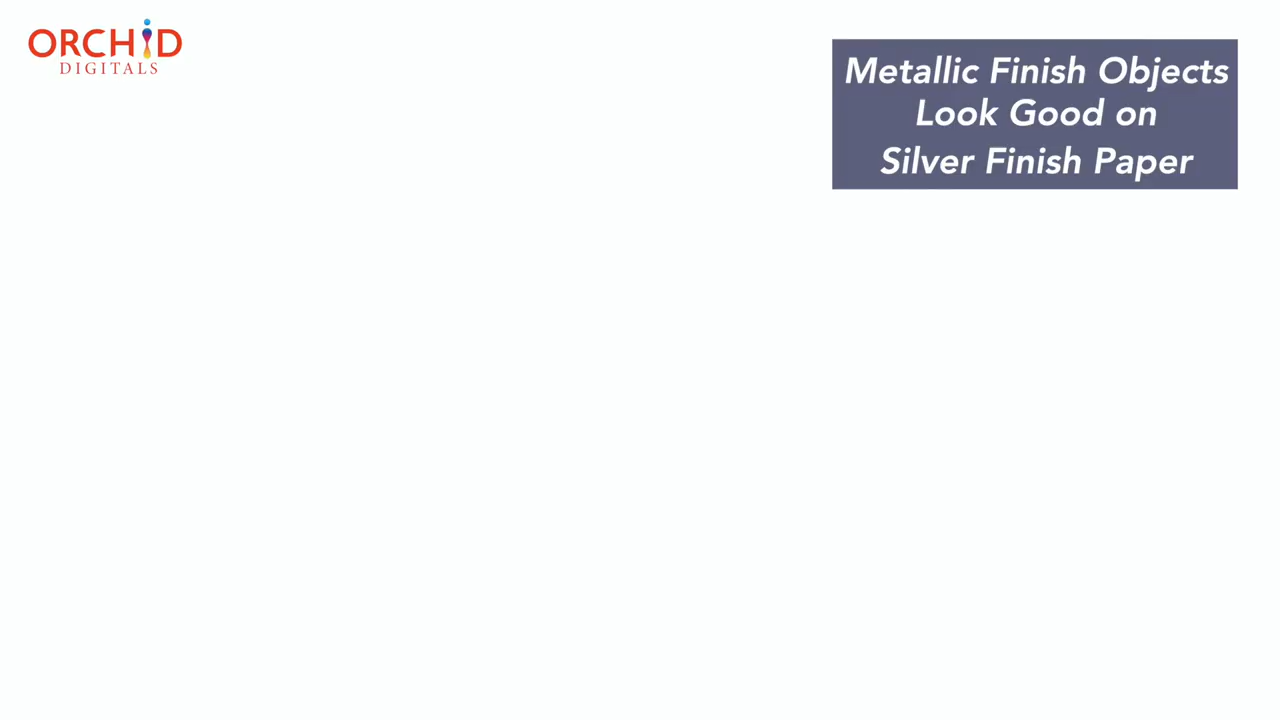 ORCHiD
DIGITALS
Metallic Finish Objects
Look Good on
Silver Finish Paper